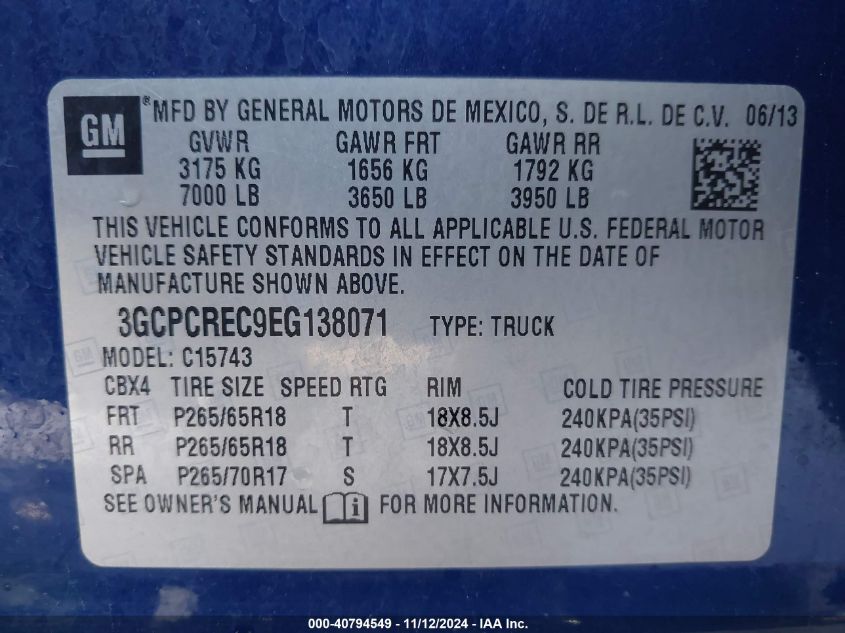 GM ® MFD BY GENERAL MOTORS DE MEXICO, S. DE R.L. DE C.V. 06/13
GVWR GAWR FRT GAWR RR
3175 KG 1656 KG 1792 KG
7000 LB 3650 LB 3950 LB
THIS VEHICLE CONFORMS TO ALL APPLICABLE U.S. FEDERAL MOTOR
VEHICLE SAFETY STANDARDS IN EFFECT ON THE DATE OF
MANUFACTURE SHOWN ABOVE.
3GCPCREC9EG138071 TYPE: TRUCK
MODEL: C15743
CBX4 TIRE SIZE SPEED RTG RIM COLD TIRE PRESSURE
FRT P265/65R18 T 18X8.5J 240KPA(35PSI)
RR P265/65R18 T 18X8.5J 240KPA(35PSI)
SPA P265/70R17 S 17X7.5J 240KPA(35PSI)
SEE OWNER'S MANUAL i FOR MORE INFORMATION.
000-40794549 - 11/12/2024 - IAA Inc.